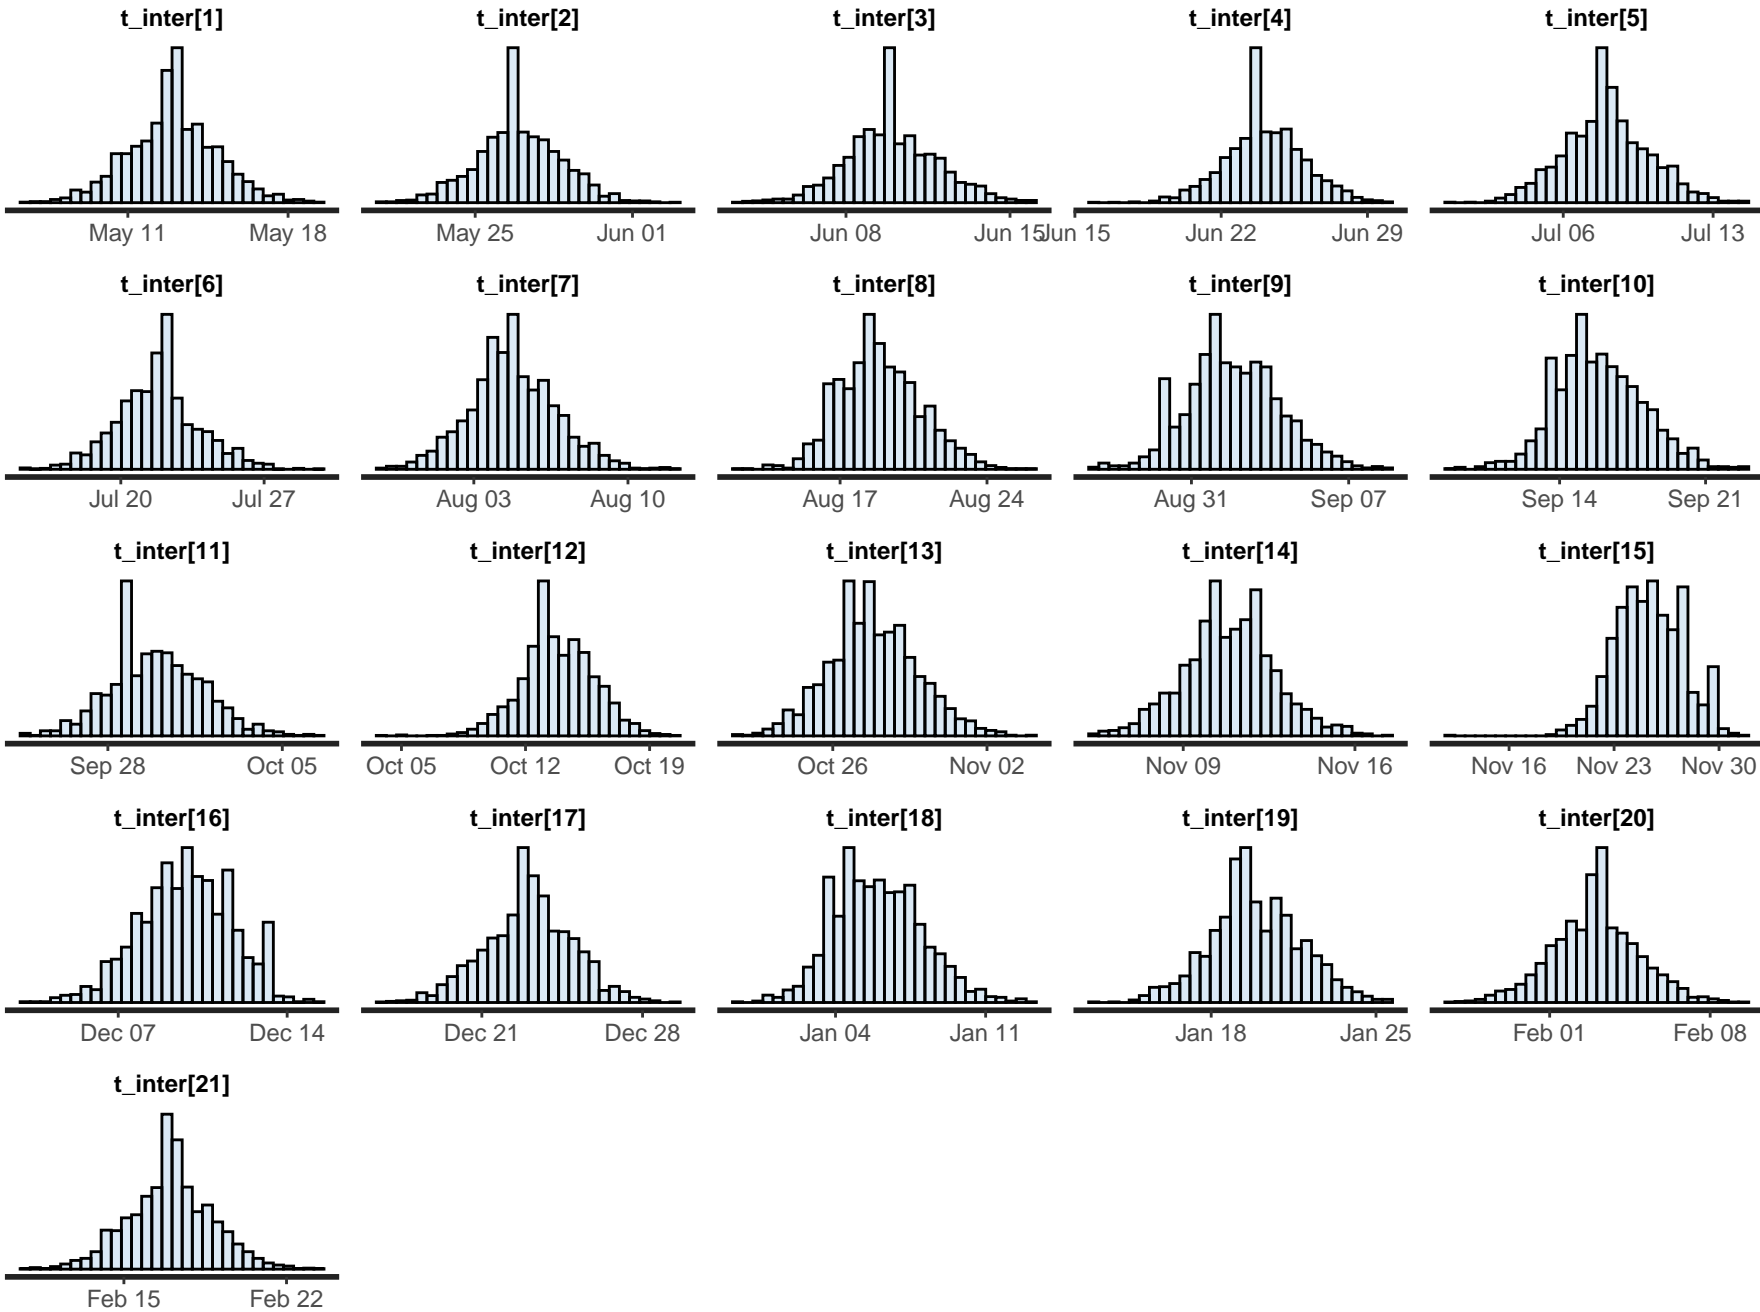 t_inter[1] t_inter[2] t_inter[3] t_inter[4] t_inter[5]
May 11 May 18 May 25 Jun 01 Jun 08 Jun 15 Jun 15 Jun 22 Jun 29 Jul 06 Jul 13
t_inter[6] t_inter[7] t_inter[8] t_inter[9] t_inter[10]
Jul 20 Jul 27 Aug 03 Aug 10 Aug 17 Aug 24 Aug 31 Sep 07 Sep 14 Sep 21
t_inter[11] t_inter[12] t_inter[13] t_inter[14] t_inter[15]
Sep 28 Oct 05 Oct 05 Oct 12 Oct 19 Oct 26 Nov 02 Nov 09 Nov 16 Nov 16 Nov 23 Nov 30
t_inter[16] t_inter[17] t_inter[18] t_inter[19] t_inter[20]
Dec 07 Dec 14 Dec 21 Dec 28 Jan 04 Jan 11 Jan 18 Jan 25 Feb 01 Feb 08
t_inter[21]
Feb 15 Feb 22